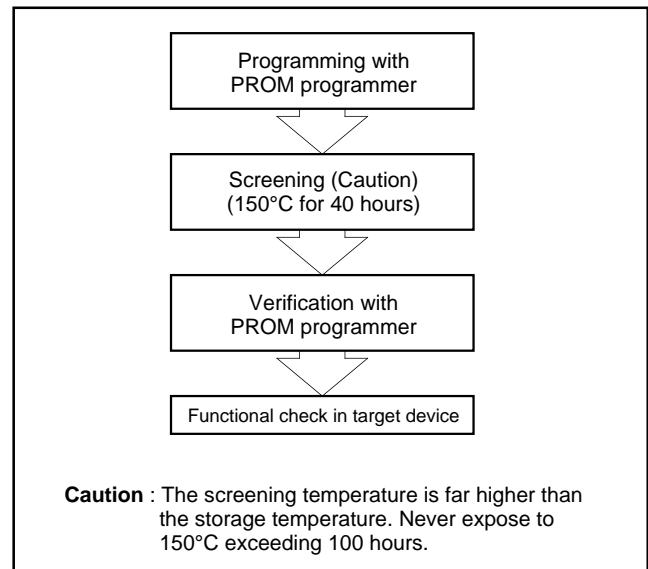 Programming with
PROM programmer
Screening (Caution)
(150°C for 40 hours)
Verification with
PROM programmer
Functional check in target device
Caution : The screening temperature is far higher than
the storage temperature. Never expose to
150°C exceeding 100 hours.